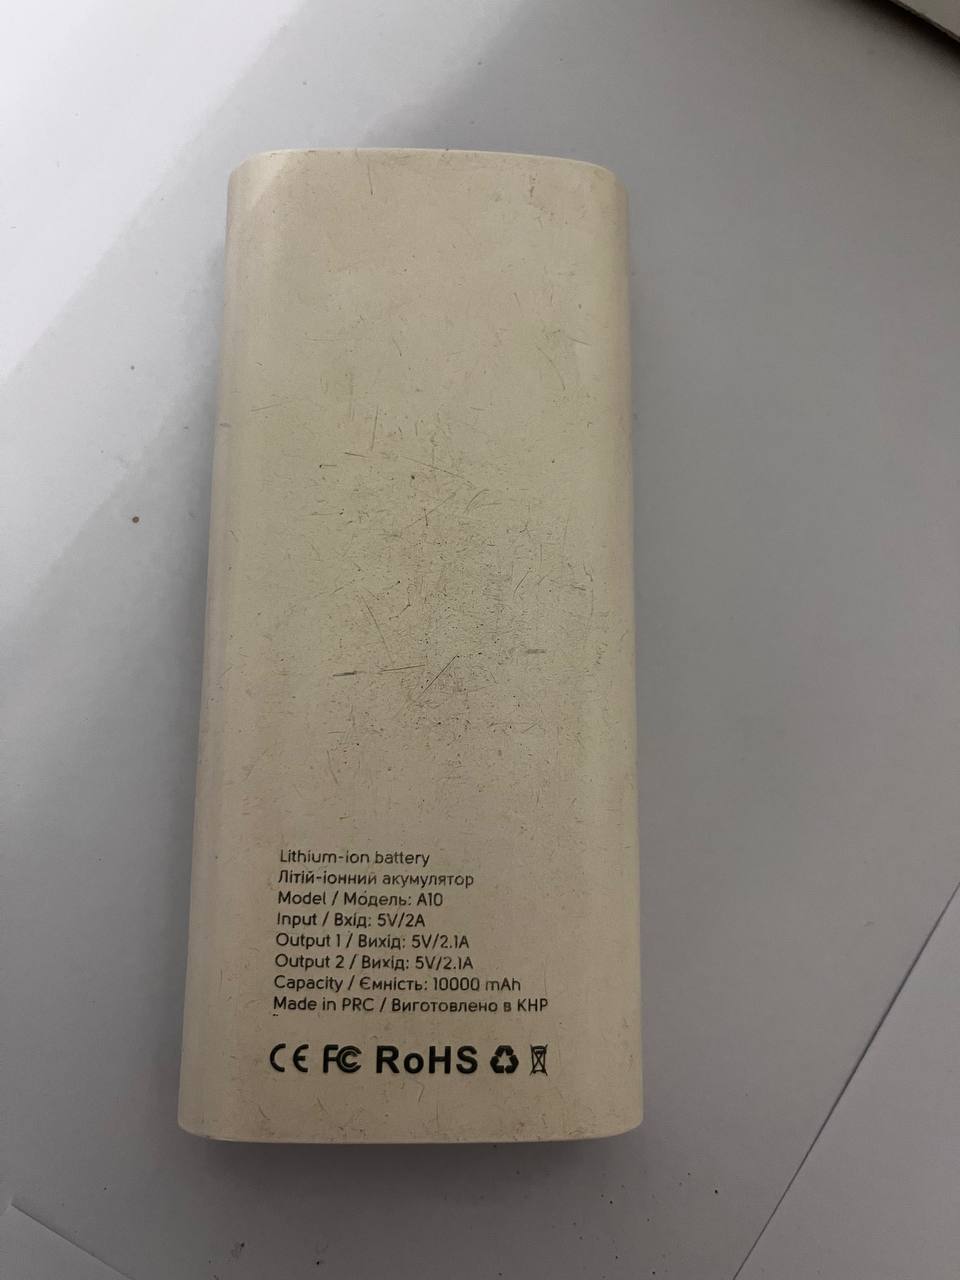 Lithium-ion battery
Літій-іонний акумулятор
Model / Модель: A10
Input / Вхід: 5V/2A
Output 1 / Вихід: 5V/2.1A
Output 2 / Вихід: 5V/2.1A
Capacity / Ємність: 10000 mAh
Made in PRC / Виготовлено в КНР
CE FC RoHS